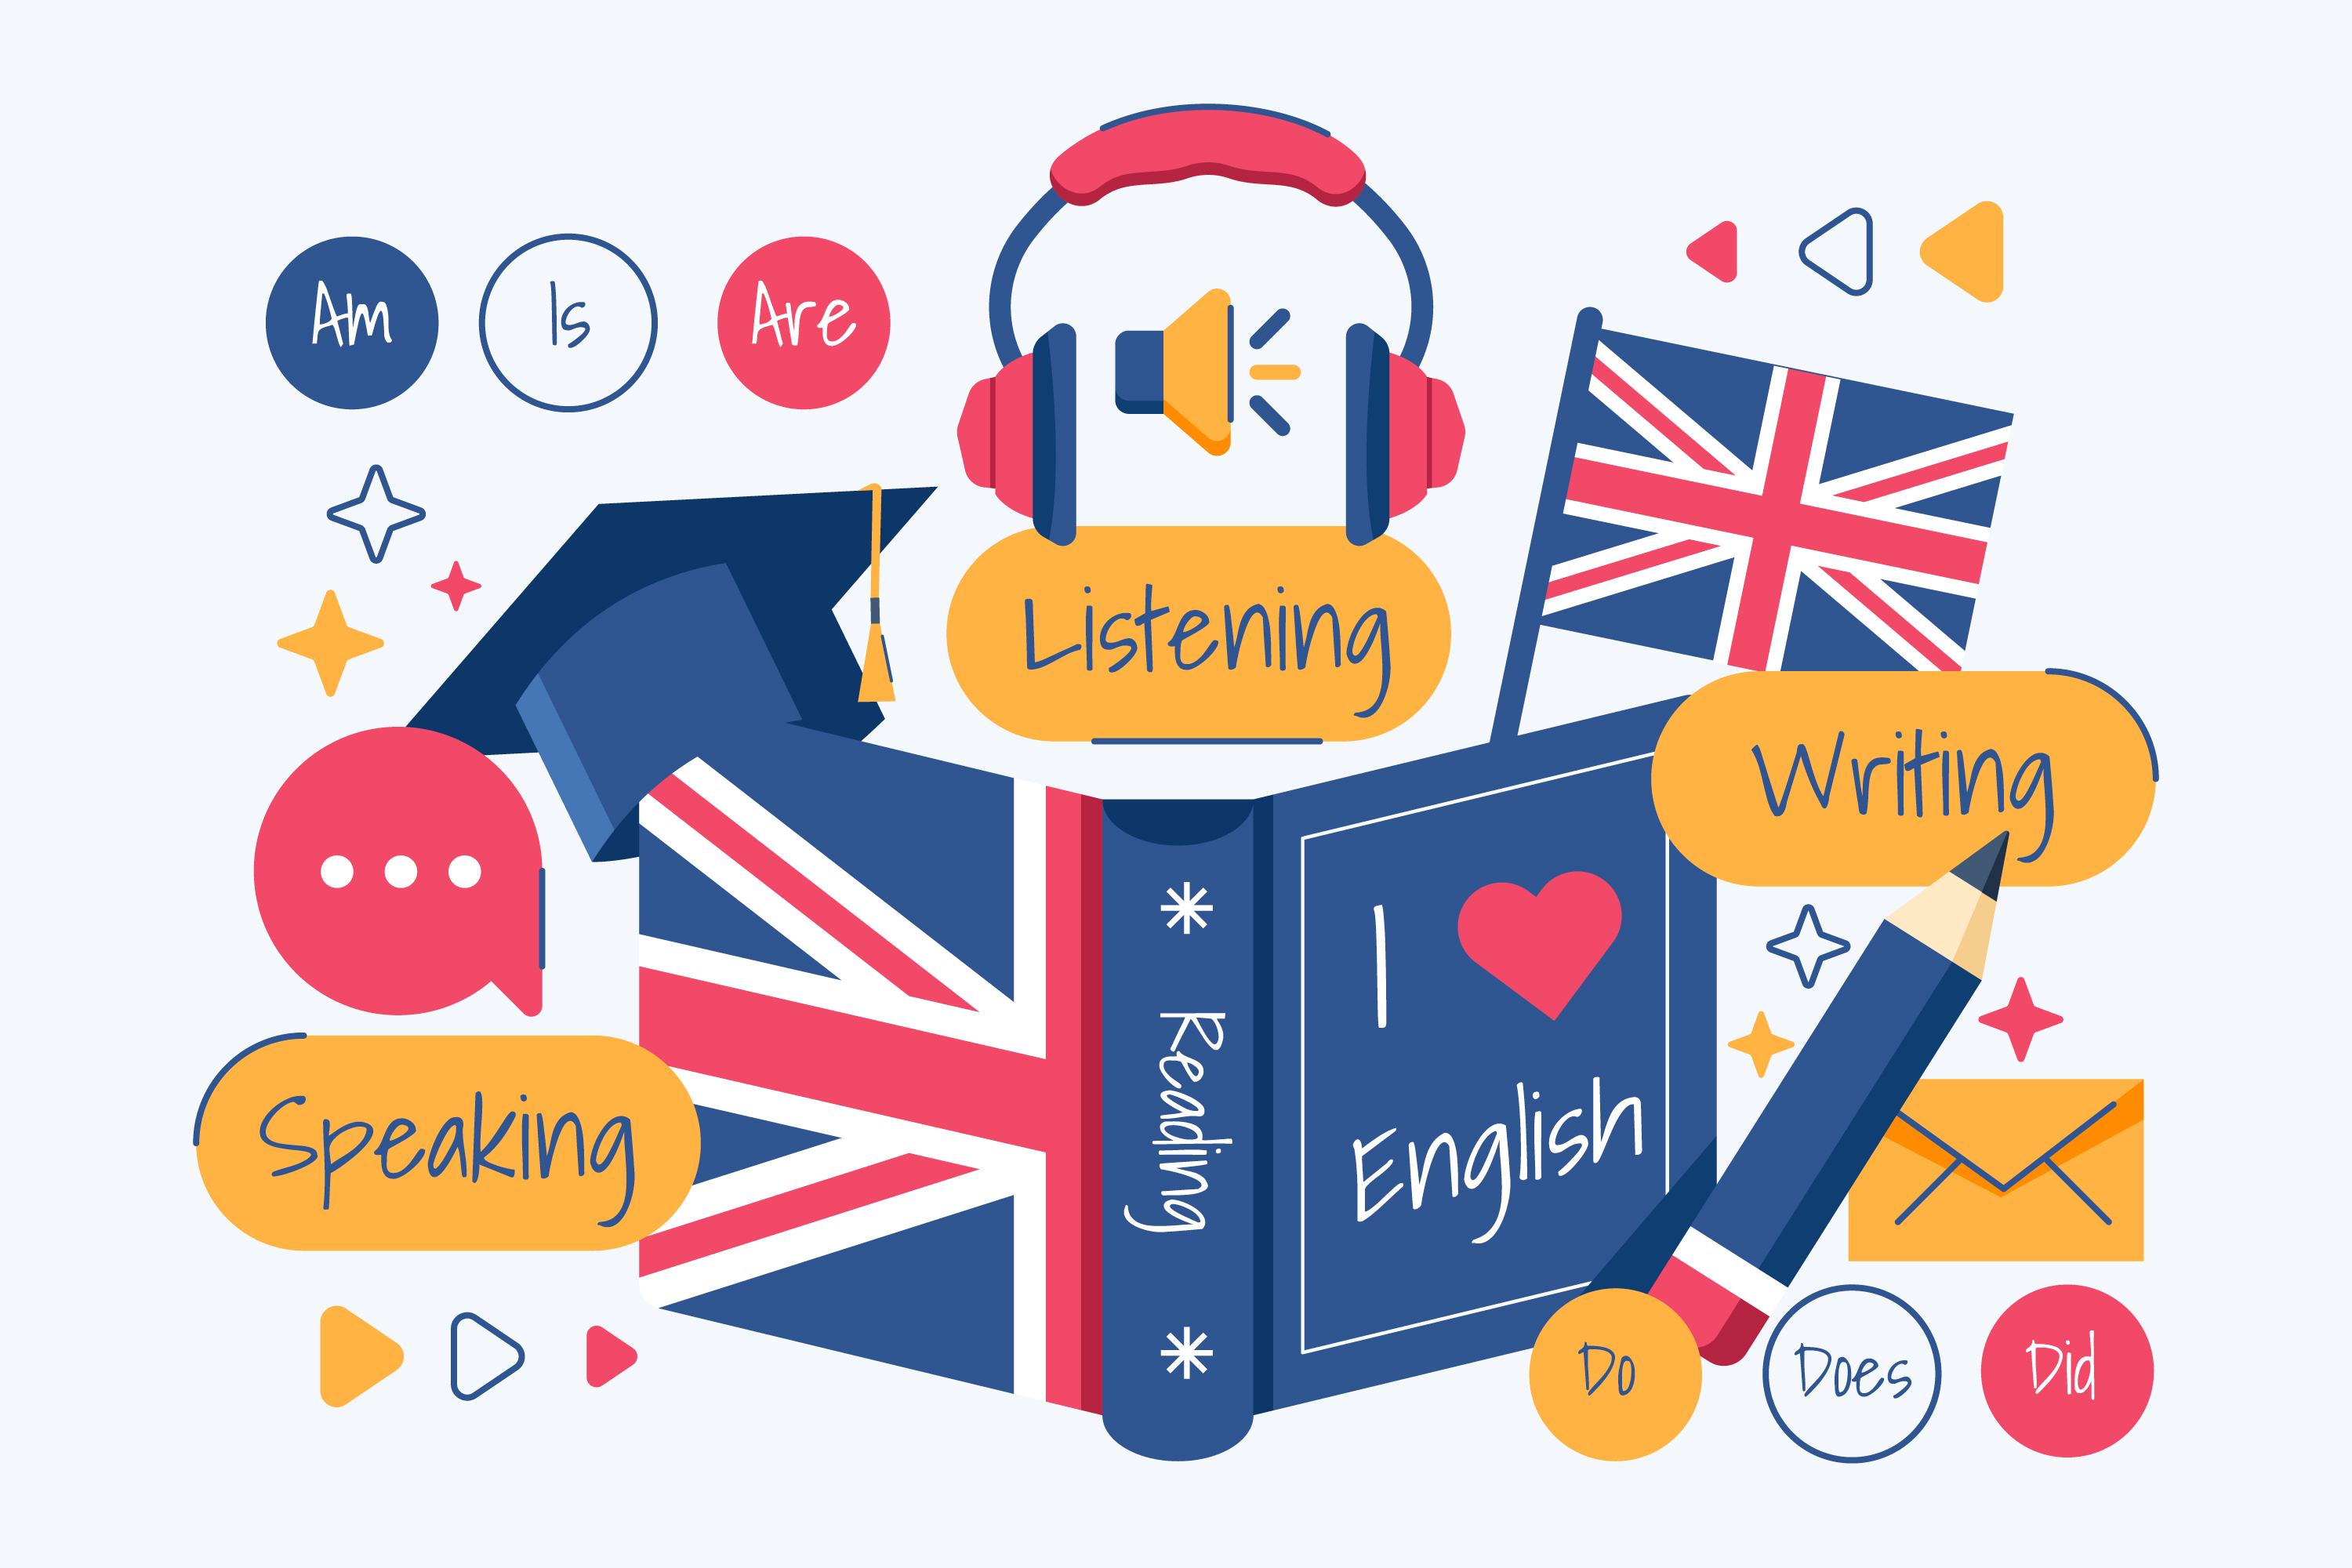 Am
Is
Are
Listening
Writing
I
English
Reading
Speaking
Do
Does
Did